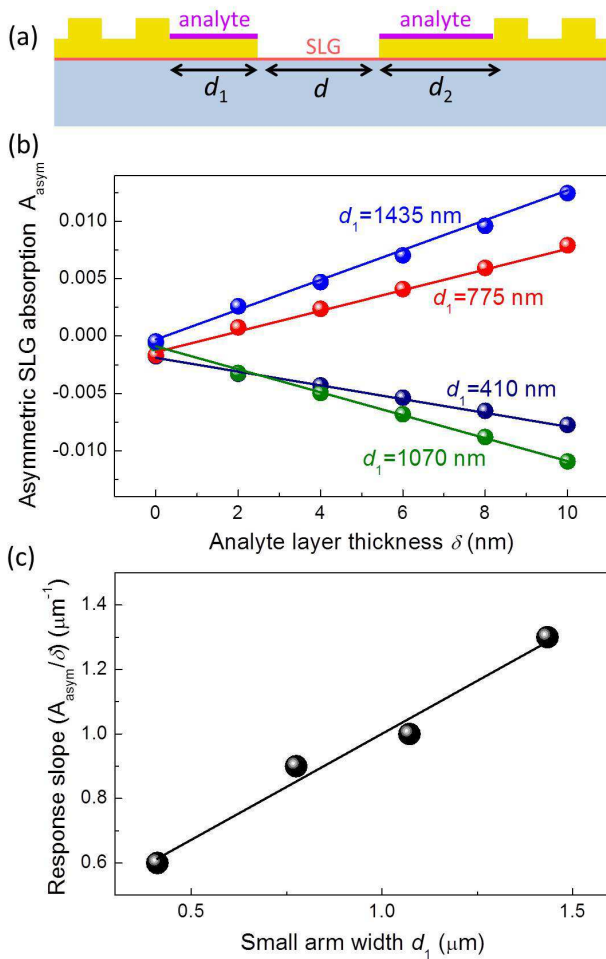 (a)
analyte
analyte
SLG
d₁
d
d₂
(b)
Asymmetric SLG absorption A_asym
0.010
0.005
0.000
-0.005
-0.010
d₁=1435 nm
d₁=775 nm
d₁=410 nm
d₁=1070 nm
0 2 4 6 8 10
Analyte layer thickness δ (nm)
(c)
Response slope (A_asym/δ) (μm⁻¹)
1.4
1.2
1.0
0.8
0.6
0.5 1.0 1.5
Small arm width d₁ (μm)